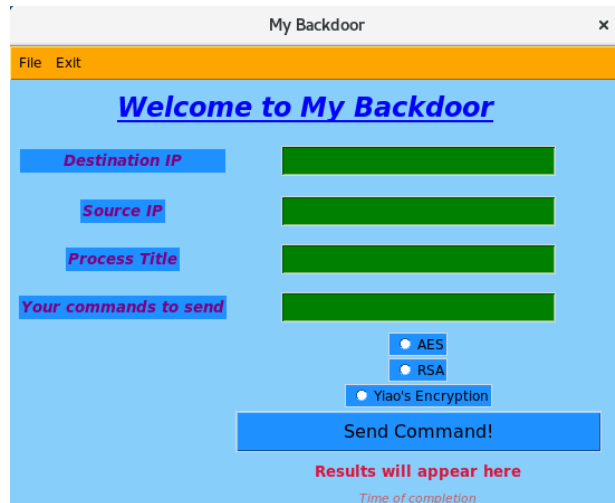 My Backdoor ×
File Exit
Welcome to My Backdoor
Destination IP
Source IP
Process Title
Your commands to send
AES
RSA
Yiao's Encryption
Send Command!
Results will appear here
Time of completion